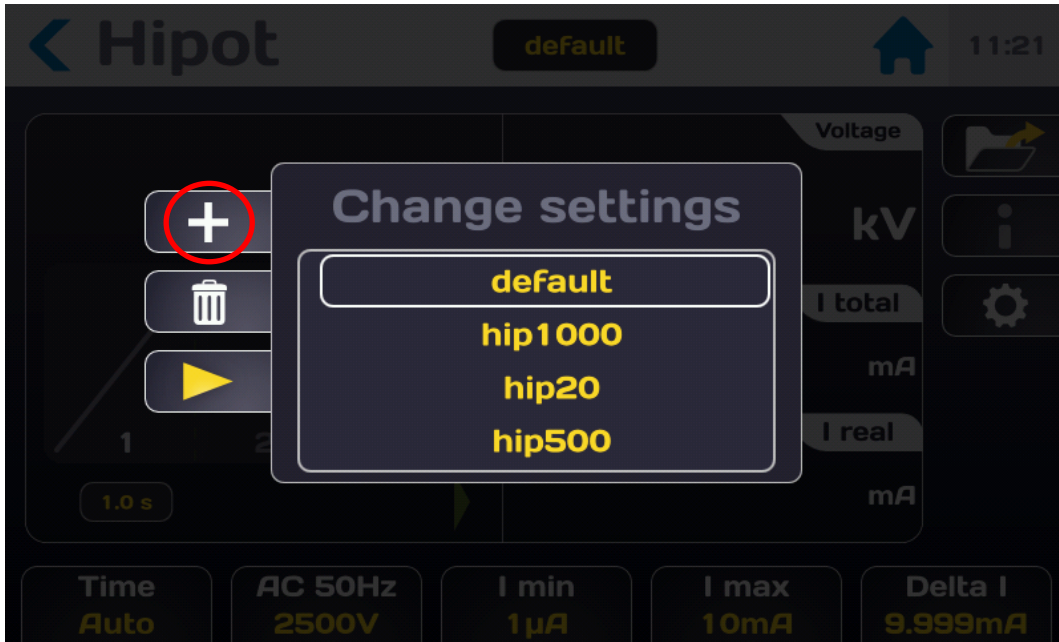 Hipot
default
11:21
Voltage
kV
Change settings
default
hip1000
hip20
hip500
I total
mA
I real
mA
1
2
1.0 s
Time
Auto
AC 50Hz
2500V
I min
1µA
I max
10mA
Delta I
9.999mA